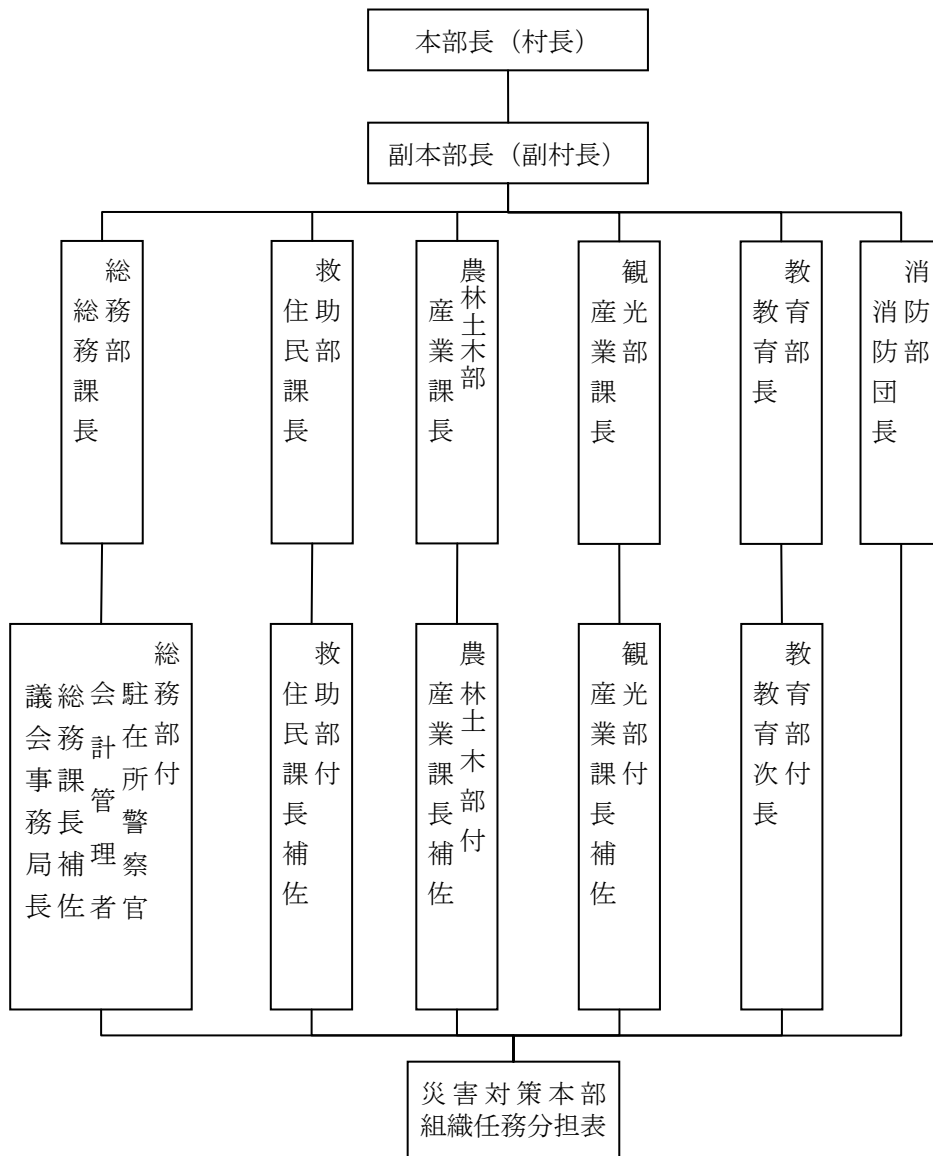 本部長（村長）
副本部長（副村長）
総務部
総務課長
救助部
住民課長
農林土木部
産業課長
観光部
産業課長
教育部
教育長
消防部
消防団長
総務部付
駐在所警察官
会計管理者
総務課長補佐
議会事務局長
救助部付
住民課長補佐
農林土木部付
産業課長補佐
観光部付
産業課長補佐
教育部付
教育次長
災害対策本部
組織任務分担表